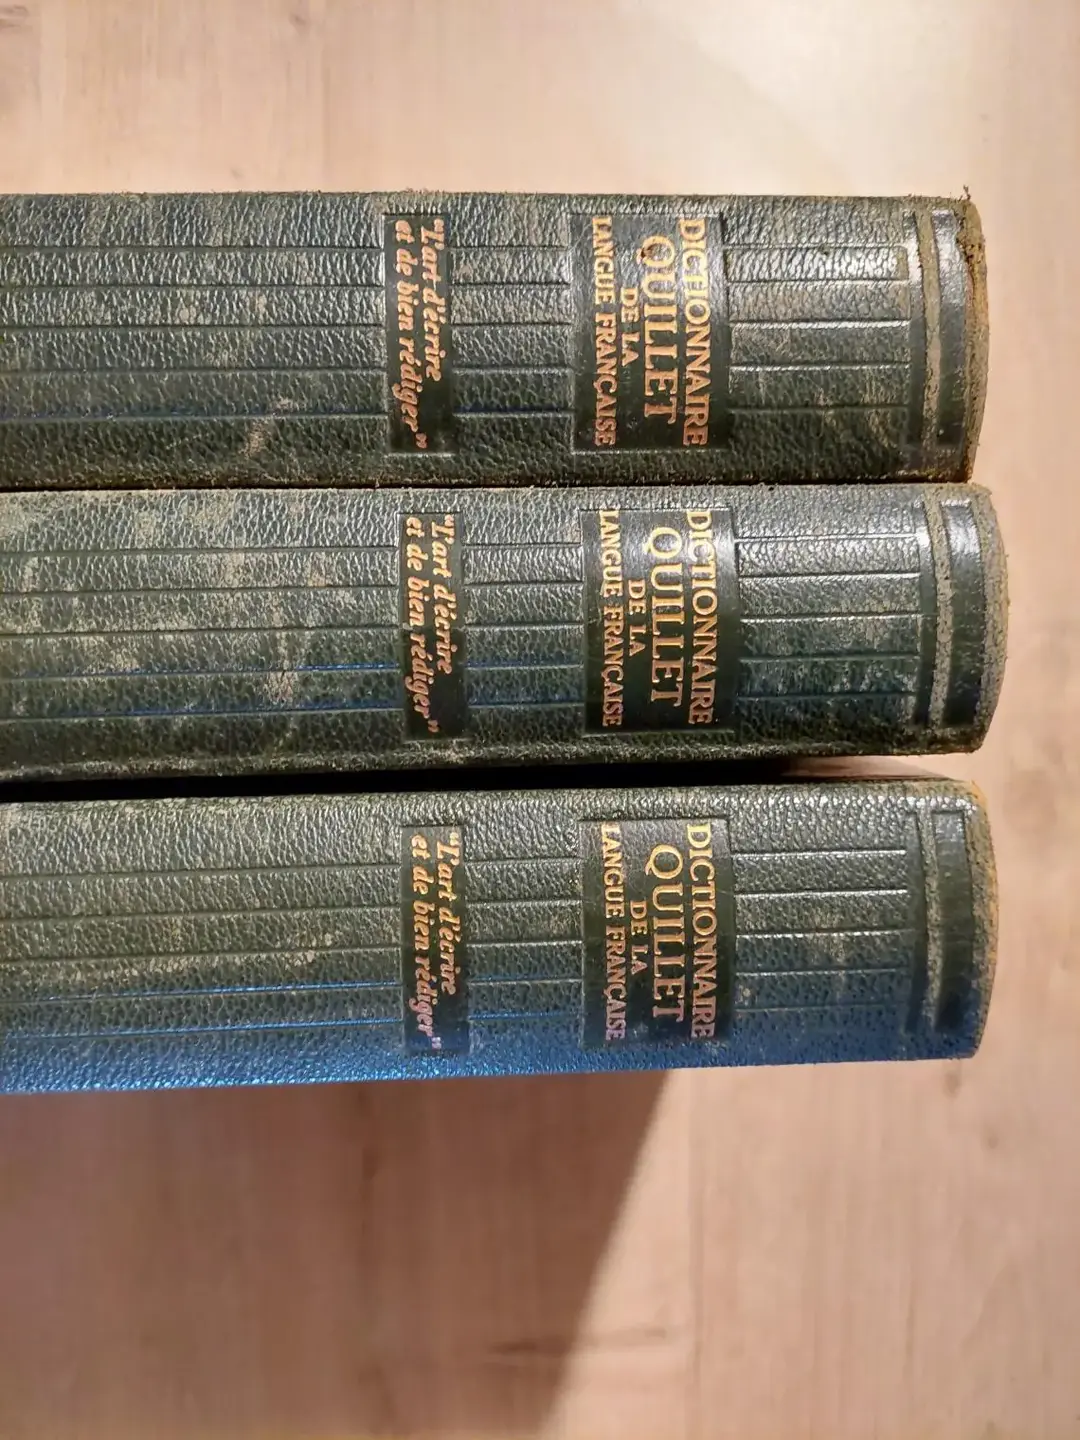 DICTIONNAIRE
QUILLET
DE LA
LANGUE FRANÇAISE
"L'art d'écrire
et de bien rédiger"
DICTIONNAIRE
QUILLET
DE LA
LANGUE FRANÇAISE
"L'art d'écrire
et de bien rédiger"
DICTIONNAIRE
QUILLET
DE LA
LANGUE FRANÇAISE
"L'art d'écrire
et de bien rédiger"